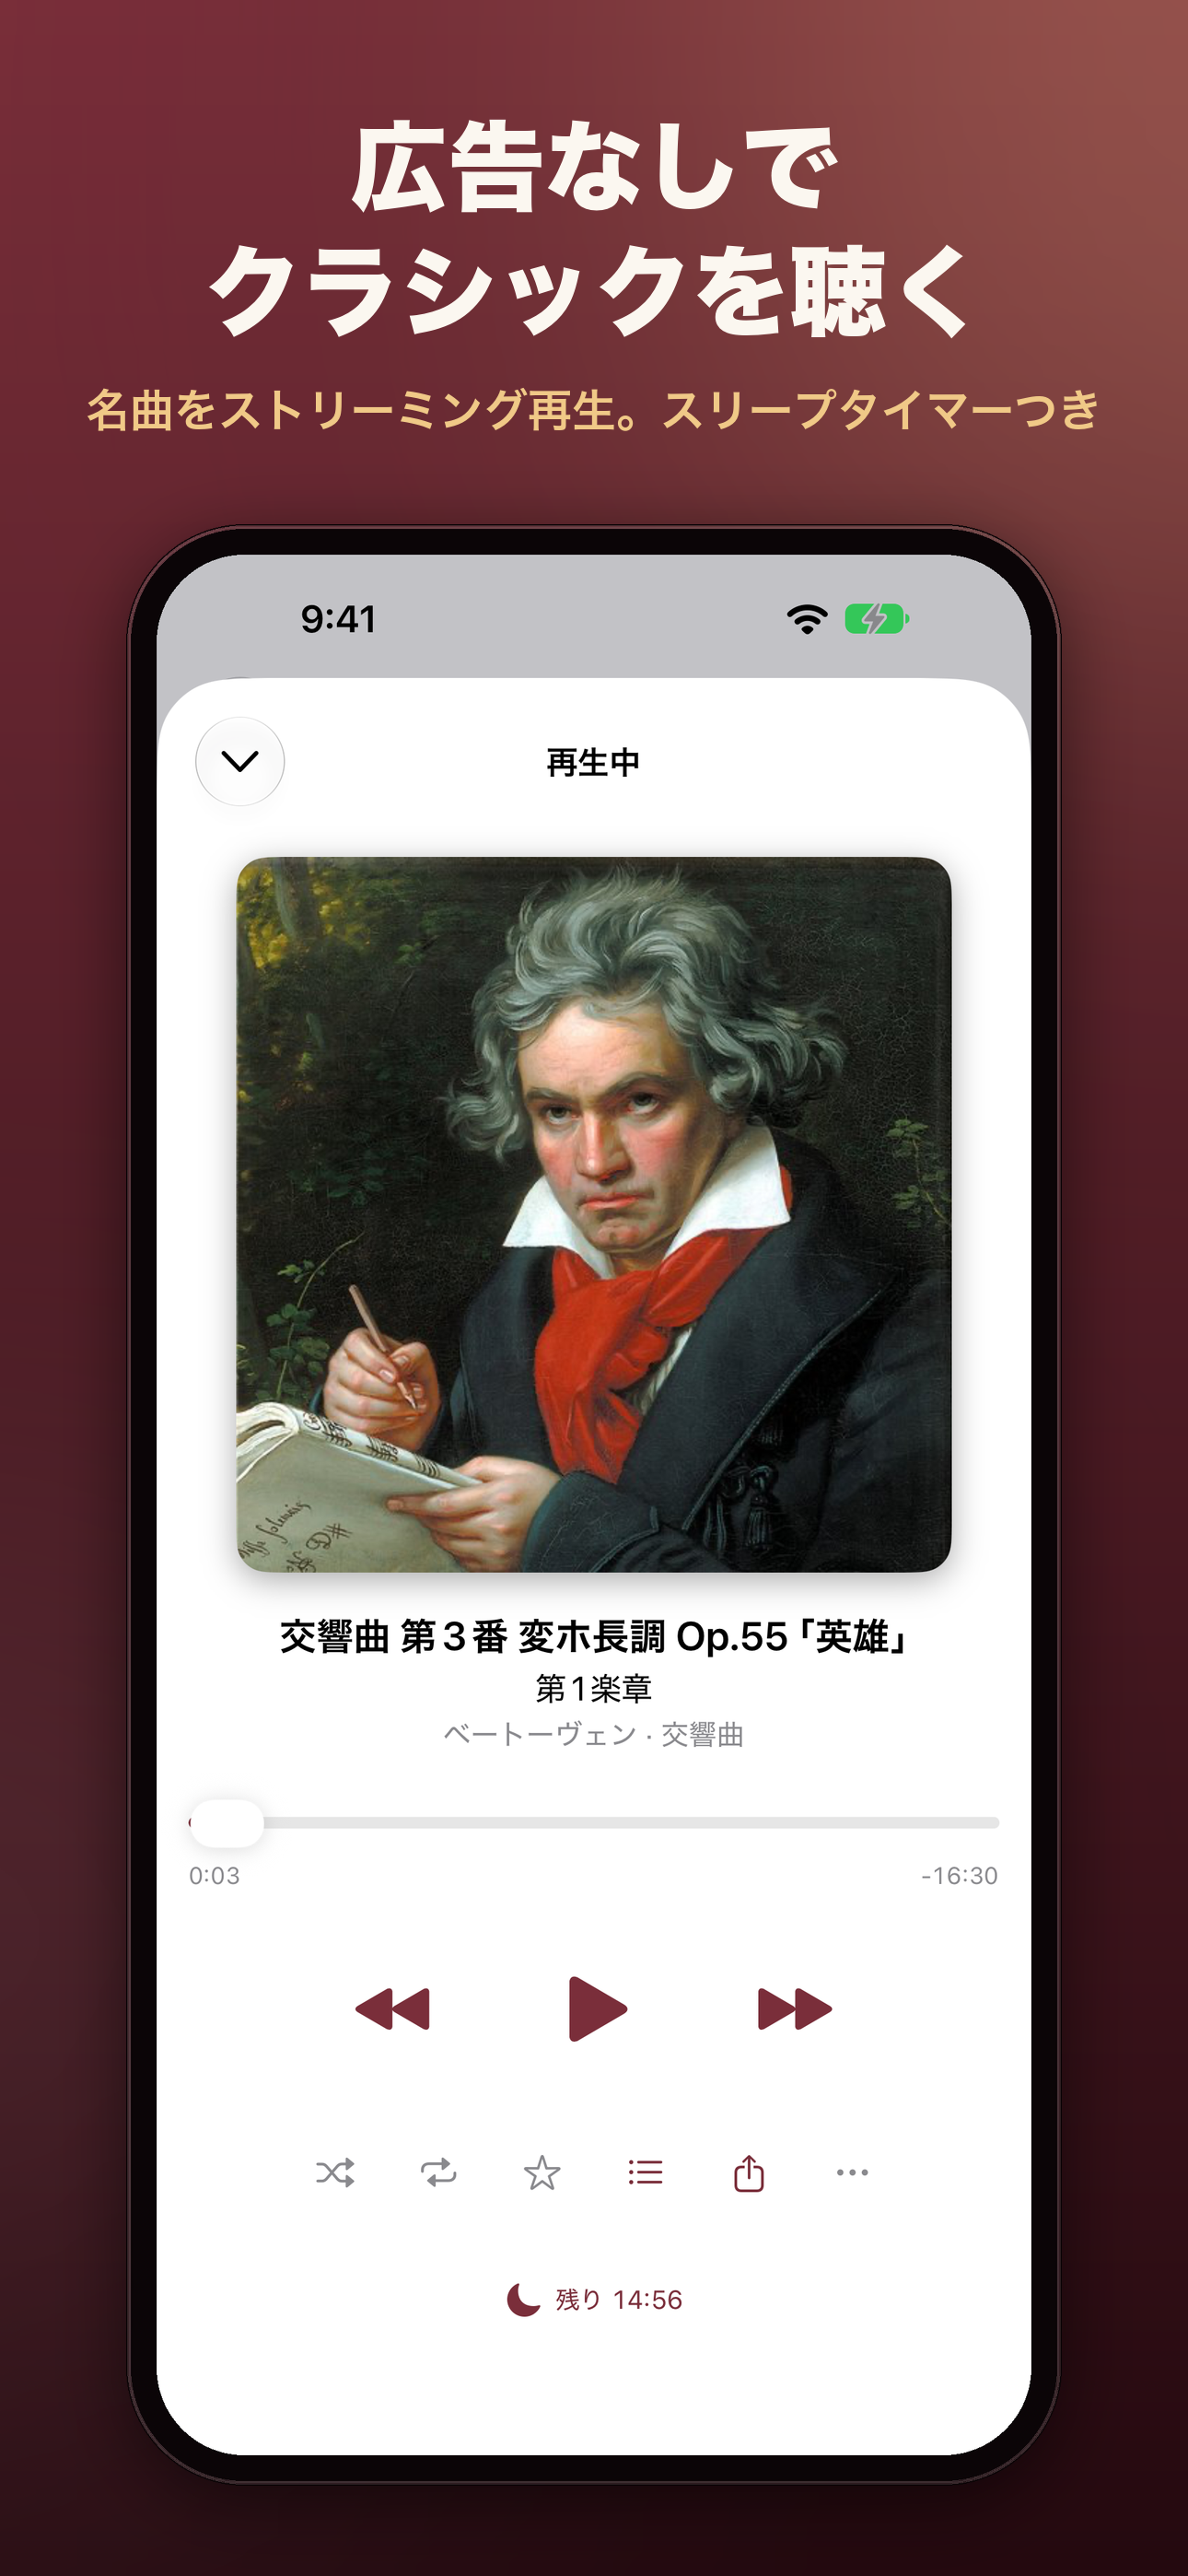 広告なしで
クラシックを聴く
名曲をストリーミング再生。スリープタイマーつき
9:41
再生中
交響曲 第3番 変ホ長調 Op.55「英雄」
第1楽章
ベートーヴェン · 交響曲
0:03 -16:30
残り 14:56